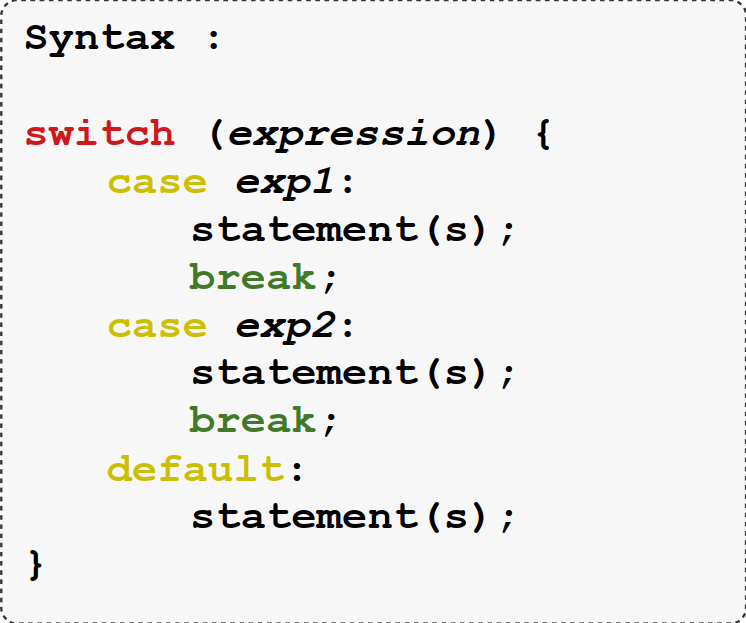 Syntax :
switch (expression) {
case exp1:
statement(s);
break;
case exp2:
statement(s);
break;
default:
statement(s);
}